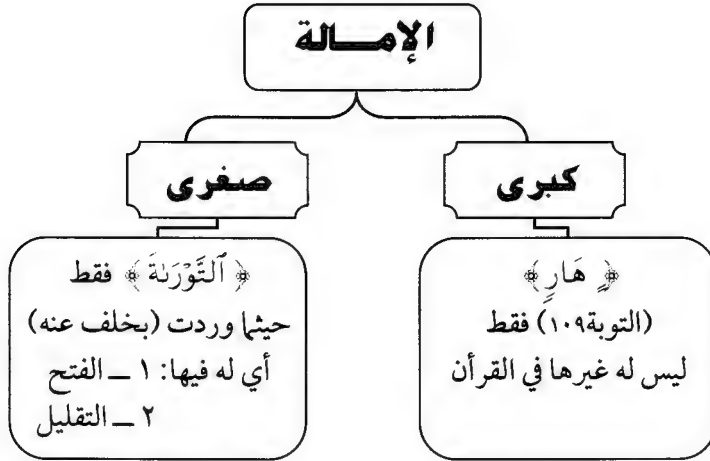 الإمـــالة
كبرى
﴿ هَارٍ ﴾
(التوبة١٠٩) فقط
ليس له غيرها في القرآن
صغرى
﴿ ٱلتَّوْرَىٰةَ ﴾ فقط
حيثما وردت (بخلف عنه)
أي له فيها: ١ ــ الفتح
٢ ــ التقليل